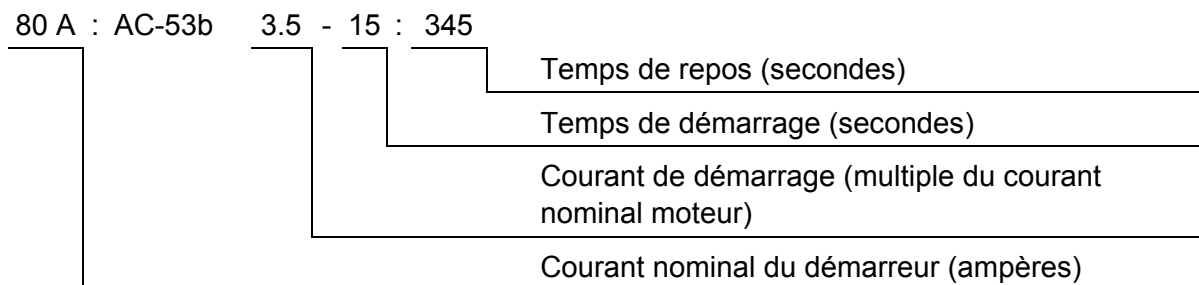 80 A : AC-53b 3.5 - 15 : 345
Temps de repos (secondes)
Temps de démarrage (secondes)
Courant de démarrage (multiple du courant
nominal moteur)
Courant nominal du démarreur (ampères)